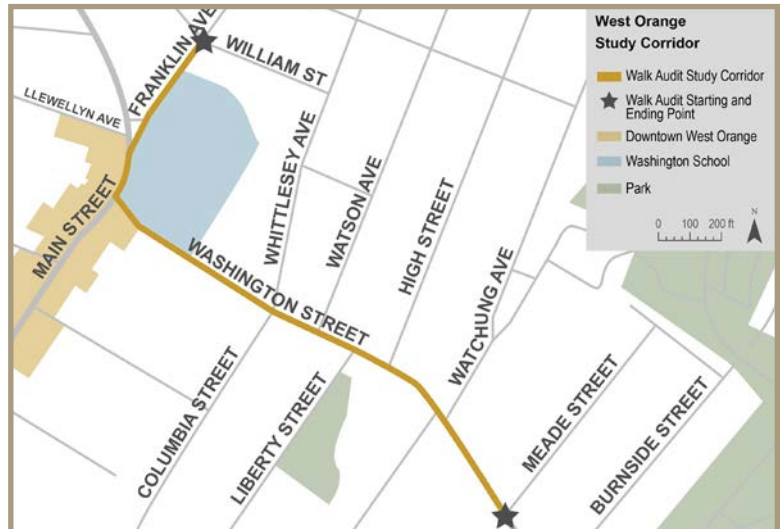 FRANKLIN AVE
WILLIAM ST
LLEWELLYN AVE
MAIN STREET
WASHINGTON STREET
WHITTLESEY AVE
WATSON AVE
HIGH STREET
WATCHUNG AVE
COLUMBIA STREET
LIBERTY STREET
MEADE STREET
BURNSIDE STREET
West Orange
Study Corridor
Walk Audit Study Corridor
Walk Audit Starting and
Ending Point
Downtown West Orange
Washington School
Park
N
0 100 200 ft